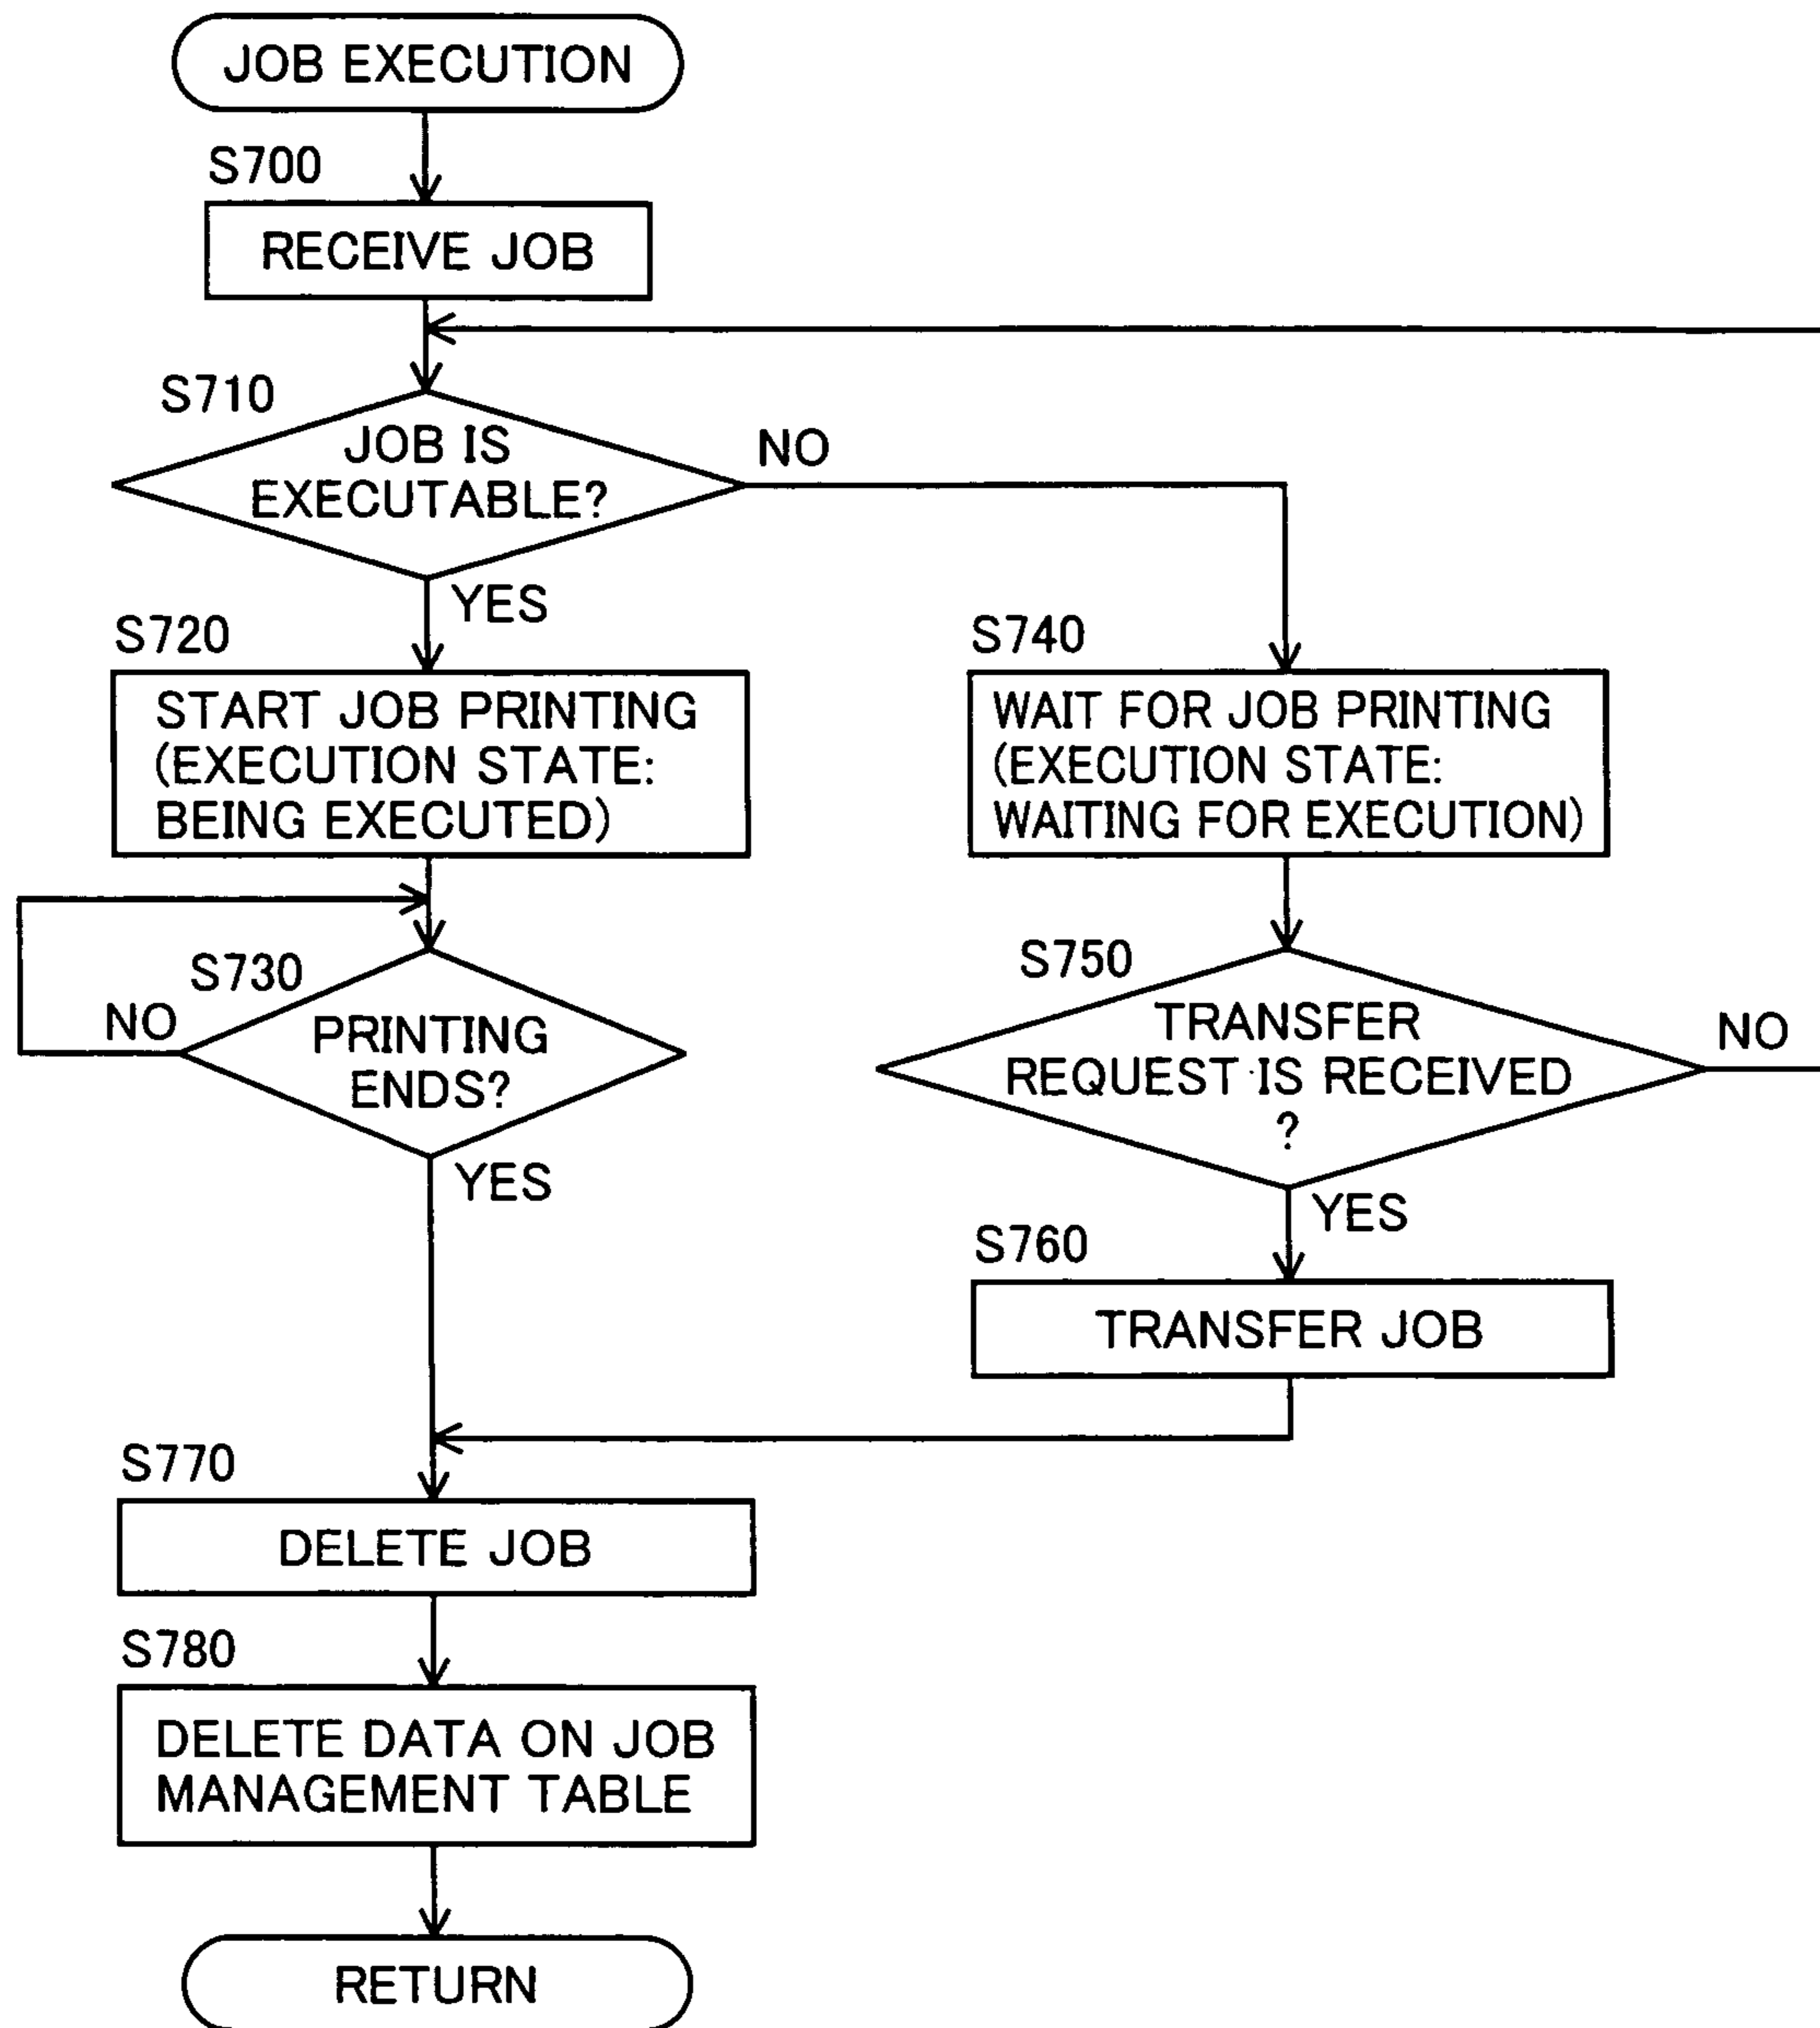 JOB EXECUTION
S700
RECEIVE JOB
S710
JOB IS
EXECUTABLE?
NO
YES
S720
START JOB PRINTING
(EXECUTION STATE:
BEING EXECUTED)
S740
WAIT FOR JOB PRINTING
(EXECUTION STATE:
WAITING FOR EXECUTION)
S730
NO
PRINTING
ENDS?
YES
S750
TRANSFER
REQUEST IS RECEIVED
?
NO
YES
S760
TRANSFER JOB
S770
DELETE JOB
S780
DELETE DATA ON JOB
MANAGEMENT TABLE
RETURN